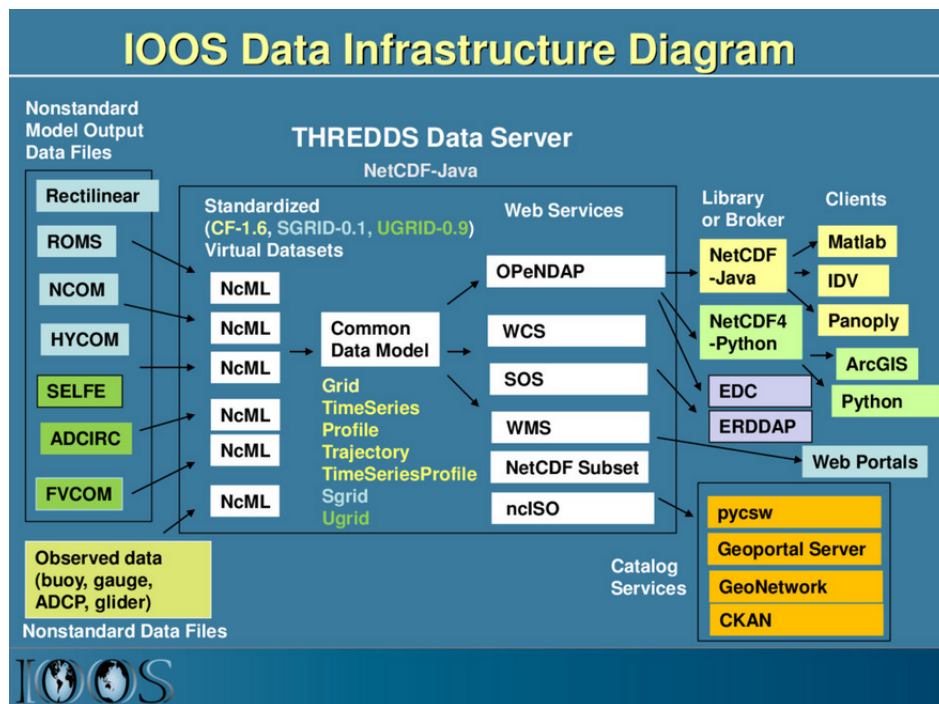 IOOS Data Infrastructure Diagram
Nonstandard
Model Output
Data Files
Rectilinear
ROMS
NCOM
HYCOM
SELFE
ADCIRC
FVCOM
Observed data
(buoy, gauge,
ADCP, glider)
Nonstandard Data Files
THREDDS Data Server
NetCDF-Java
Standardized
(CF-1.6, SGRID-0.1, UGRID-0.9)
Virtual Datasets
NcML
NcML
NcML
NcML
NcML
NcML
Common
Data Model
Grid
TimeSeries
Profile
Trajectory
TimeSeriesProfile
Sgrid
Ugrid
Web Services
OPeNDAP
WCS
SOS
WMS
NetCDF Subset
ncISO
Library
or Broker
NetCDF
-Java
NetCDF4
-Python
EDC
ERDDAP
Clients
Matlab
IDV
Panoply
ArcGIS
Python
Web Portals
Catalog
Services
pycsw
Geoportal Server
GeoNetwork
CKAN
IOOS